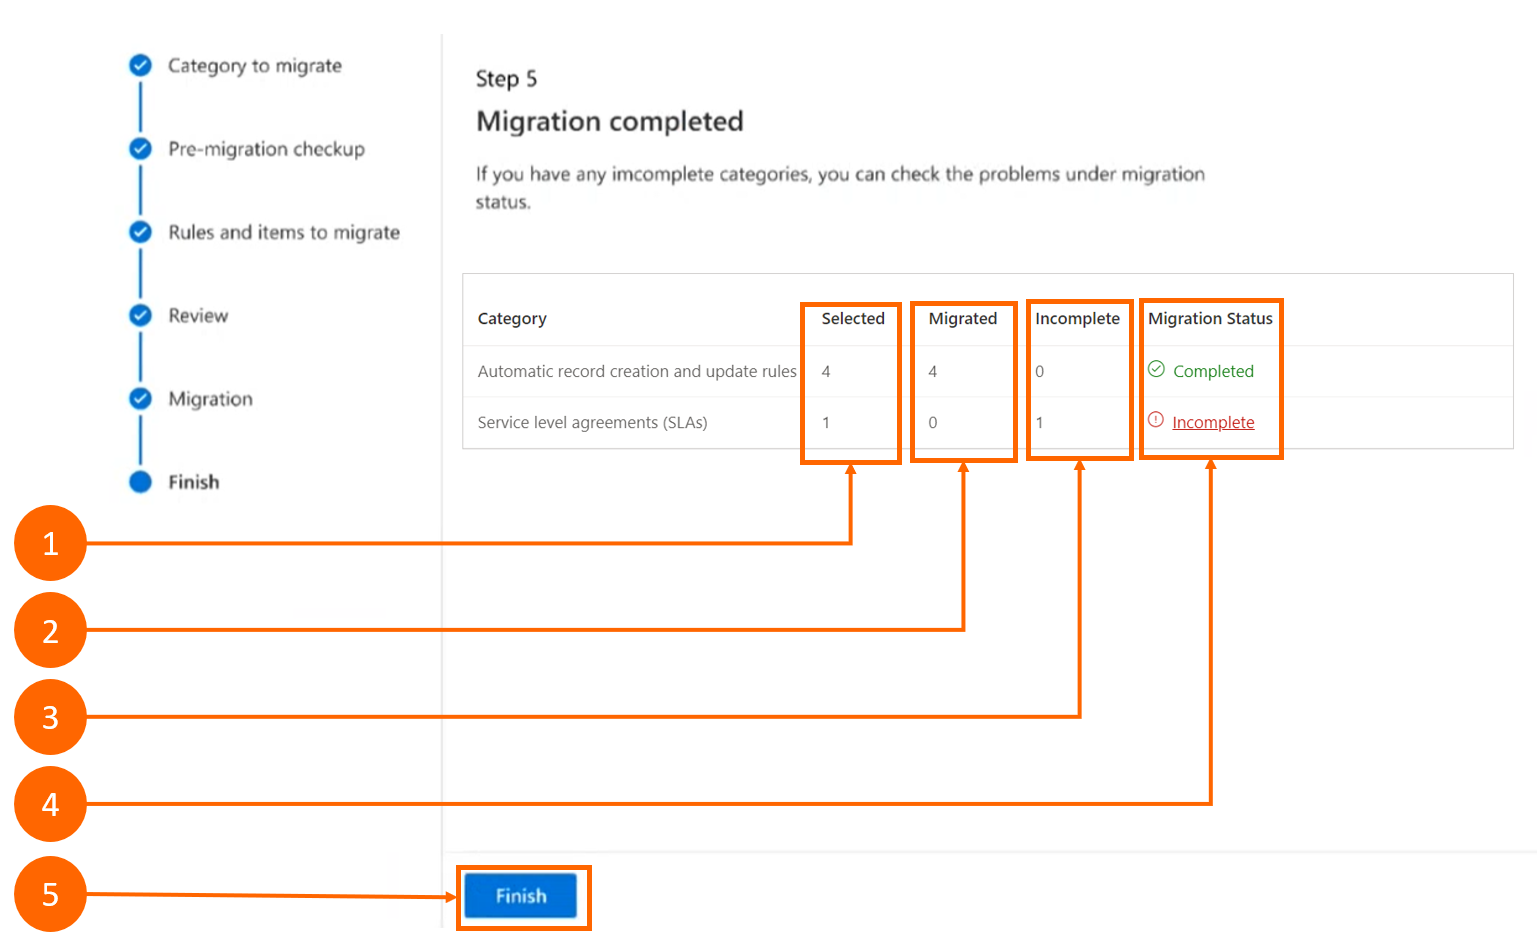 Category to migrate
Pre-migration checkup
Rules and items to migrate
Review
Migration
Finish
Step 5
Migration completed
If you have any imcomplete categories, you can check the problems under migration
status.
Category Selected Migrated Incomplete Migration Status
Automatic record creation and update rules 4 4 0 Completed
Service level agreements (SLAs) 1 0 1 Incomplete
1
2
3
4
5
Finish